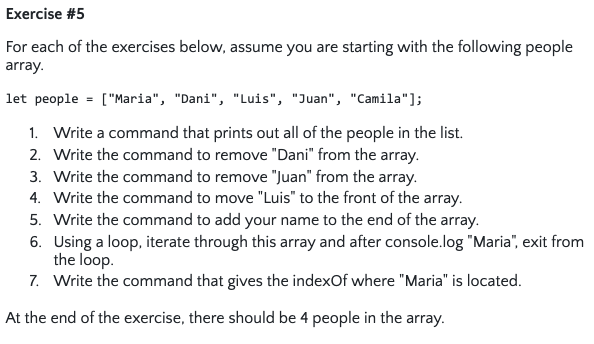 Exercise #5
For each of the exercises below, assume you are starting with the following people
array.
let people = ["Maria", "Dani", "Luis", "Juan", "Camila"];
1. Write a command that prints out all of the people in the list.
2. Write the command to remove "Dani" from the array.
3. Write the command to remove "Juan" from the array.
4. Write the command to move "Luis" to the front of the array.
5. Write the command to add your name to the end of the array.
6. Using a loop, iterate through this array and after console.log "Maria", exit from
the loop.
7. Write the command that gives the indexOf where "Maria" is located.
At the end of the exercise, there should be 4 people in the array.